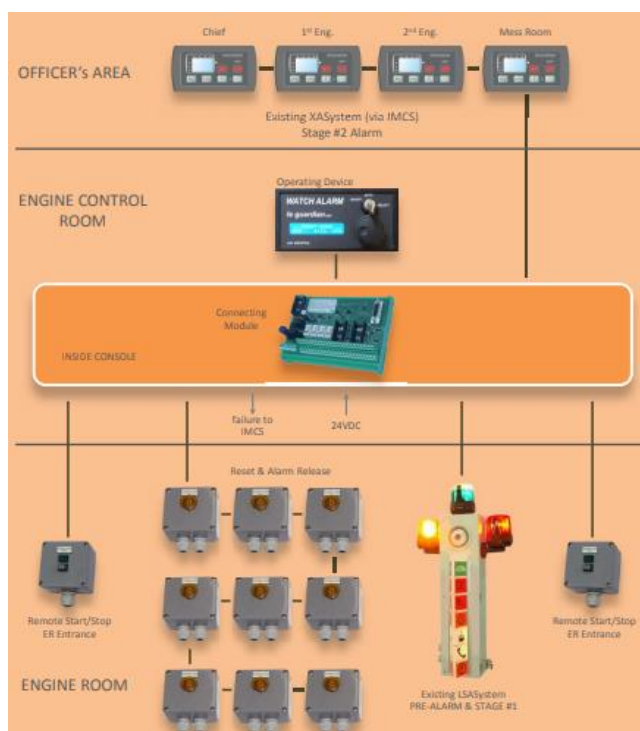 Chief
1st Eng.
2nd Eng.
Mess Room
OFFICER's AREA
Existing XASystem (via IMCS)
Stage #2 Alarm
ENGINE CONTROL
ROOM
Operating Device
WATCH ALARM
Connecting
Module
INSIDE CONSOLE
failure to
IMCS
24VDC
Reset & Alarm Release
Remote Start/Stop
ER Entrance
Remote Start/Stop
ER Entrance
ENGINE ROOM
Existing LSASystem
PRE-ALARM & STAGE #1